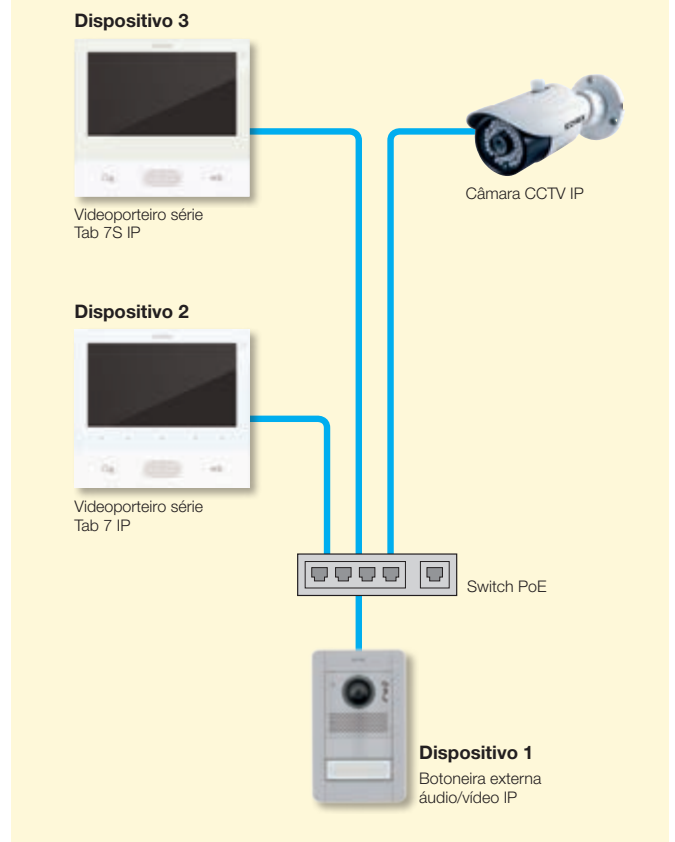 Dispositivo 3
Videoporteiro série
Tab 7S IP
Câmara CCTV IP
Dispositivo 2
Videoporteiro série
Tab 7 IP
Switch PoE
Dispositivo 1
Botoneira externa
áudio/vídeo IP